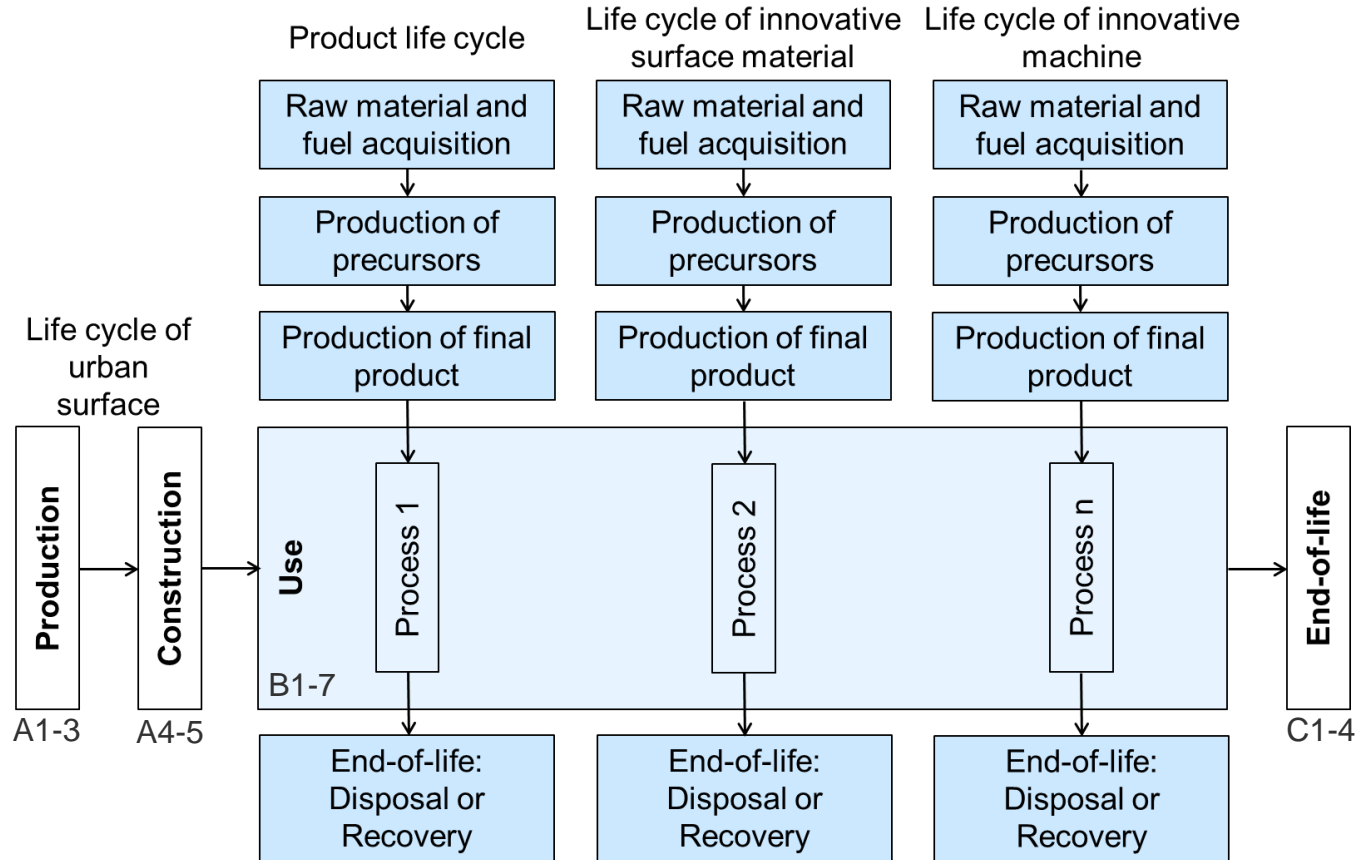 Product life cycle
Life cycle of innovative
surface material
Life cycle of innovative
machine
Raw material and
fuel acquisition
Raw material and
fuel acquisition
Raw material and
fuel acquisition
Production of
precursors
Production of
precursors
Production of
precursors
Production of final
product
Production of final
product
Production of final
product
Life cycle of
urban
surface
Production
A1-3
Construction
A4-5
Use
B1-7
Process 1
Process 2
Process n
End-of-life
C1-4
End-of-life:
Disposal or
Recovery
End-of-life:
Disposal or
Recovery
End-of-life:
Disposal or
Recovery